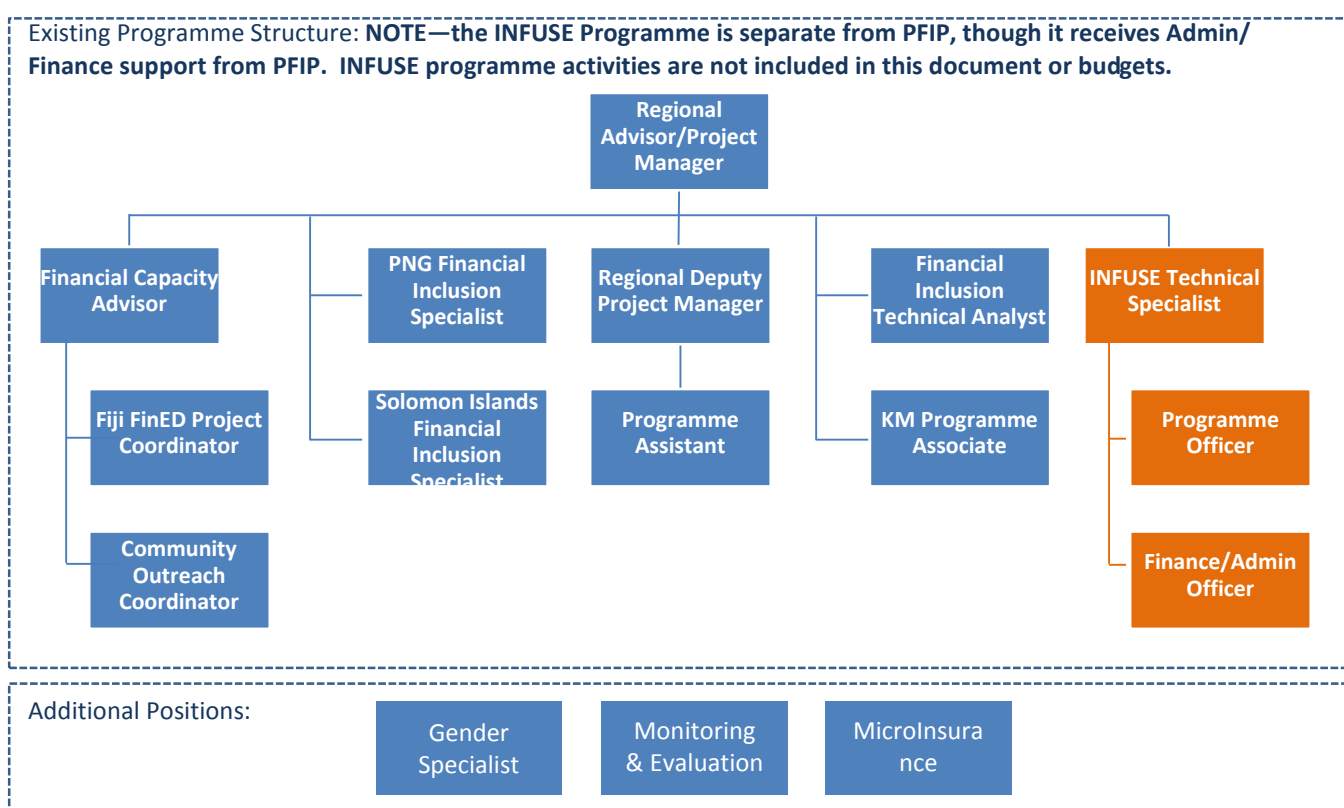 Existing Programme Structure: NOTE—the INFUSE Programme is separate from PFIP, though it receives Admin/
Finance support from PFIP. INFUSE programme activities are not included in this document or budgets.
Regional
Advisor/Project
Manager
Financial Capacity
Advisor
PNG Financial
Inclusion
Specialist
Regional Deputy
Project Manager
Financial
Inclusion
Technical Analyst
INFUSE Technical
Specialist
Fiji FinED Project
Coordinator
Solomon Islands
Financial
Inclusion
Specialist
Programme
Assistant
KM Programme
Associate
Programme
Officer
Community
Outreach
Coordinator
Finance/Admin
Officer
Additional Positions:
Gender
Specialist
Monitoring
& Evaluation
MicroInsura
nce